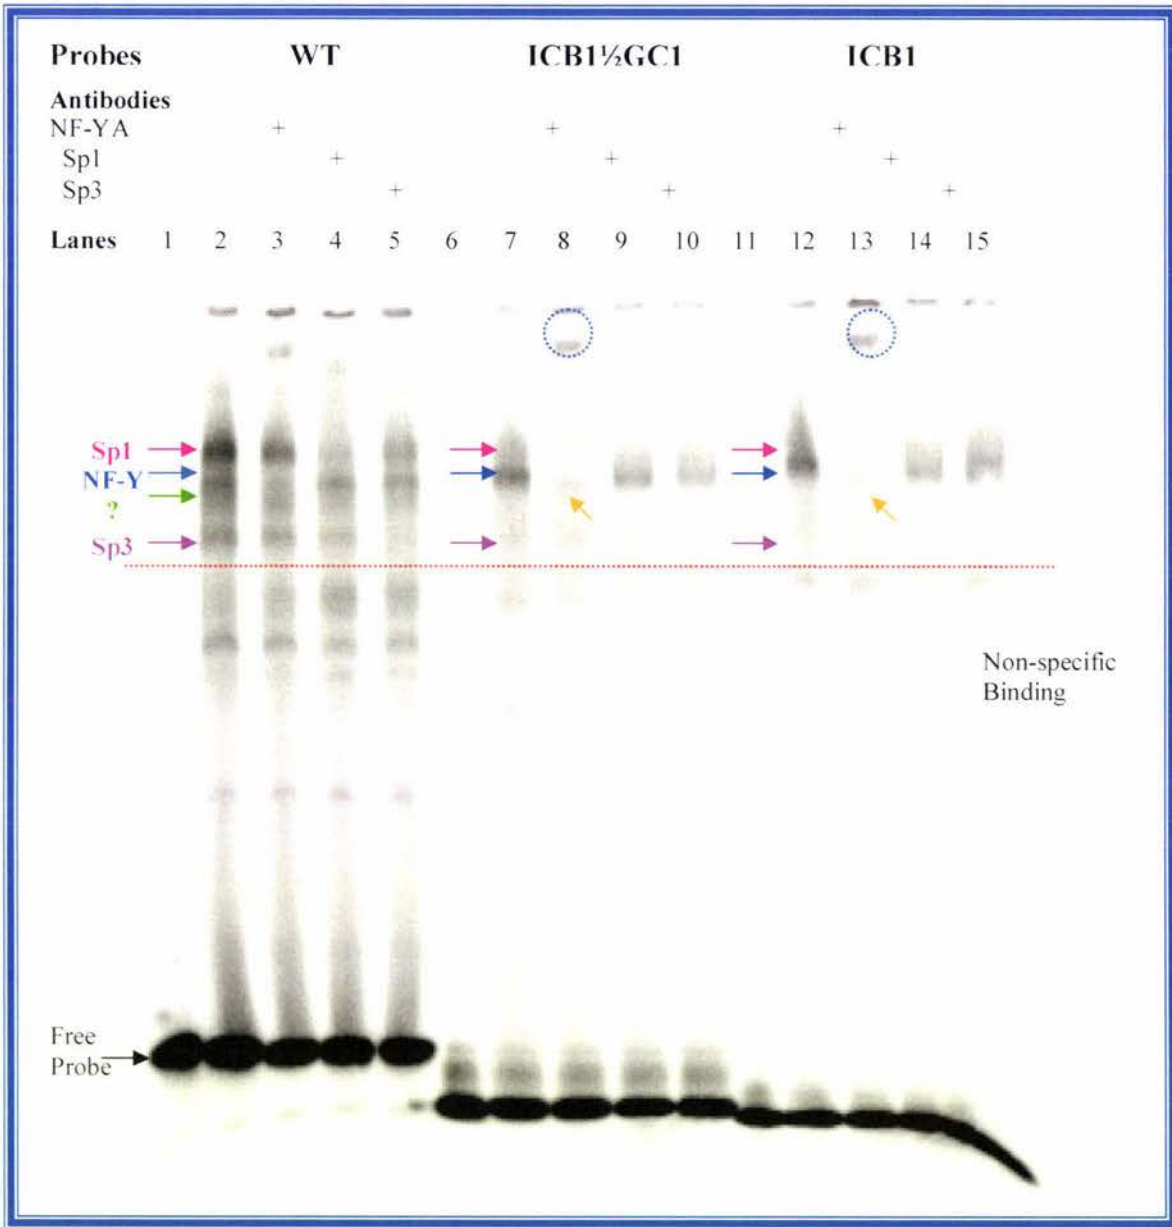 Probes WT ICB1½GC1 ICB1
Antibodies
NF-YA + + +
Sp1 + + +
Sp3 + + +
Lanes 1 2 3 4 5 6 7 8 9 10 11 12 13 14 15
Sp1
NF-Y
?
Sp3
Non-specific
Binding
Free
Probe